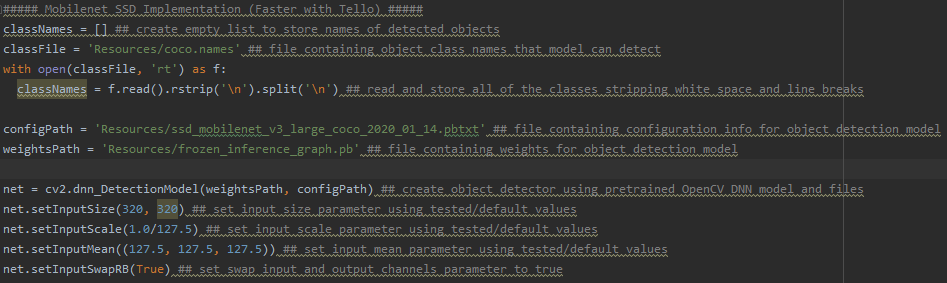 ##### Mobilenet SSD Implementation (Faster with Tello) #####
classNames = [] ## create empty list to store names of detected objects
classFile = 'Resources/coco.names' ## file containing object class names that model can detect
with open(classFile, 'rt') as f:
  classNames = f.read().rstrip('\n').split('\n') ## read and store all of the classes stripping white space and line breaks

configPath = 'Resources/ssd_mobilenet_v3_large_coco_2020_01_14.pbtxt' ## file containing configuration info for object detection model
weightsPath = 'Resources/frozen_inference_graph.pb' ## file containing weights for object detection model

net = cv2.dnn_DetectionModel(weightsPath, configPath) ## create object detector using pretrained OpenCV DNN model and files
net.setInputSize(320, 320) ## set input size parameter using tested/default values
net.setInputScale(1.0/127.5) ## set input scale parameter using tested/default values
net.setInputMean((127.5, 127.5, 127.5)) ## set input mean parameter using tested/default values
net.setInputSwapRB(True) ## set swap input and output channels parameter to true